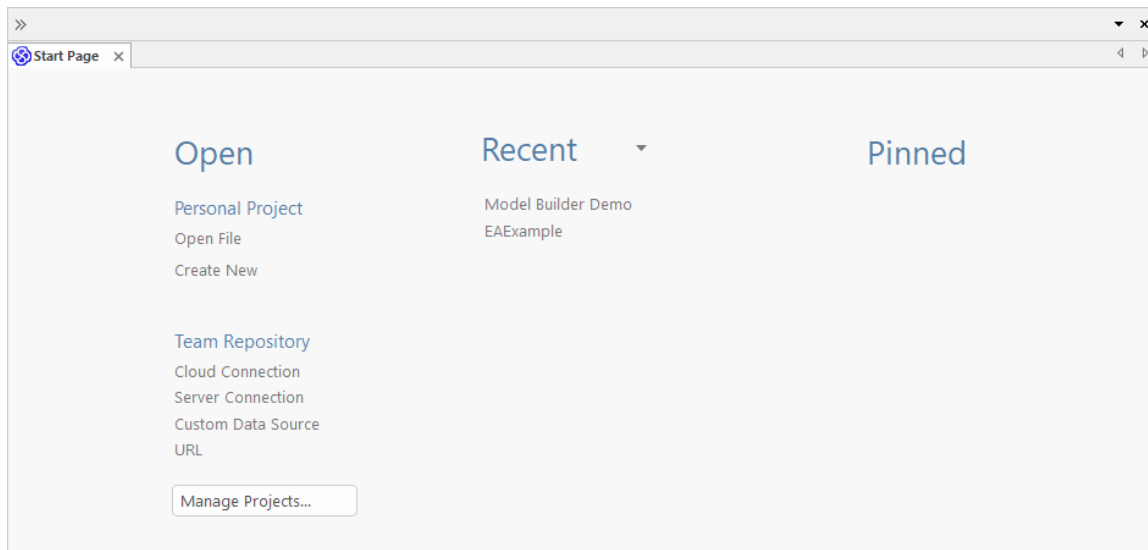 Start Page
Open
Personal Project
Open File
Create New
Team Repository
Cloud Connection
Server Connection
Custom Data Source
URL
Manage Projects...
Recent
Model Builder Demo
EAExample
Pinned